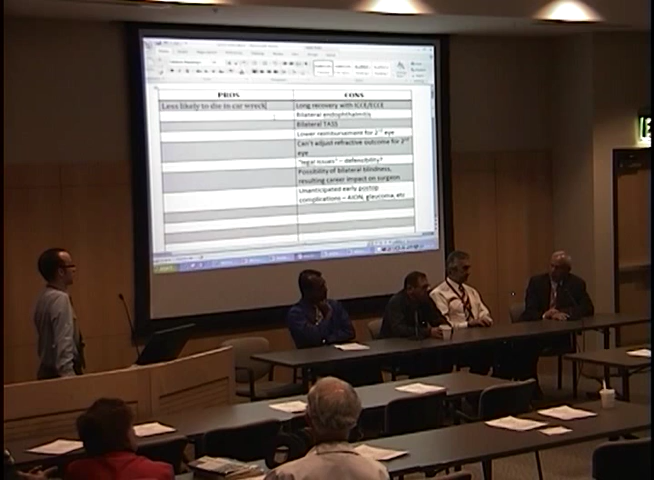 PROS
CONS
Less likely to die in car wreck
Long recovery with ICCE/ECCE
Bilateral endophthalmitis
Bilateral TASS
Lower reimbursement for 2nd eye
Can't adjust refractive outcome for 2nd
eye
"legal issues" – defensibility?
Possibility of bilateral blindness,
resulting career impact on surgeon
Unanticipated early postop
complications – AION, glaucoma, etc